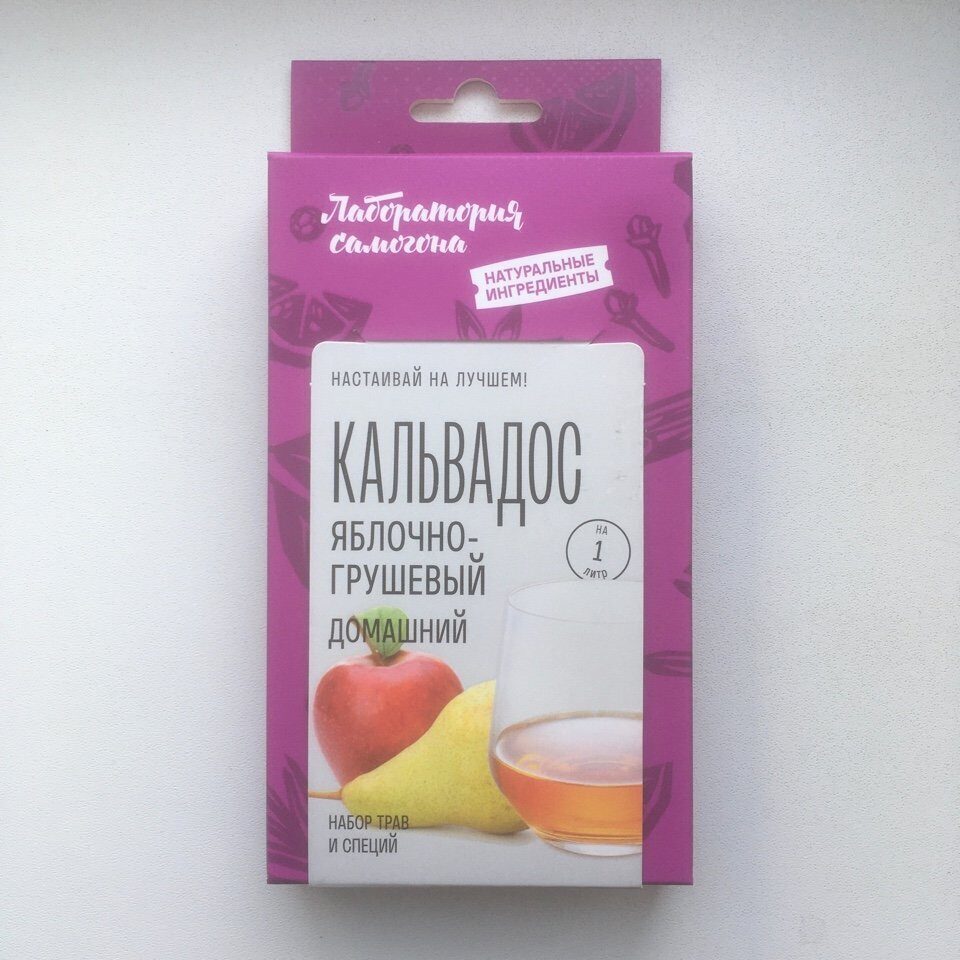 Лаборатория
самогона
НАТУРАЛЬНЫЕ
ИНГРЕДИЕНТЫ
НАСТАИВАЙ НА ЛУЧШЕМ!
КАЛЬВАДОС
ЯБЛОЧНО-
ГРУШЕВЫЙ
ДОМАШНИЙ
НА
1
ЛИТР
НАБОР ТРАВ
И СПЕЦИЙ